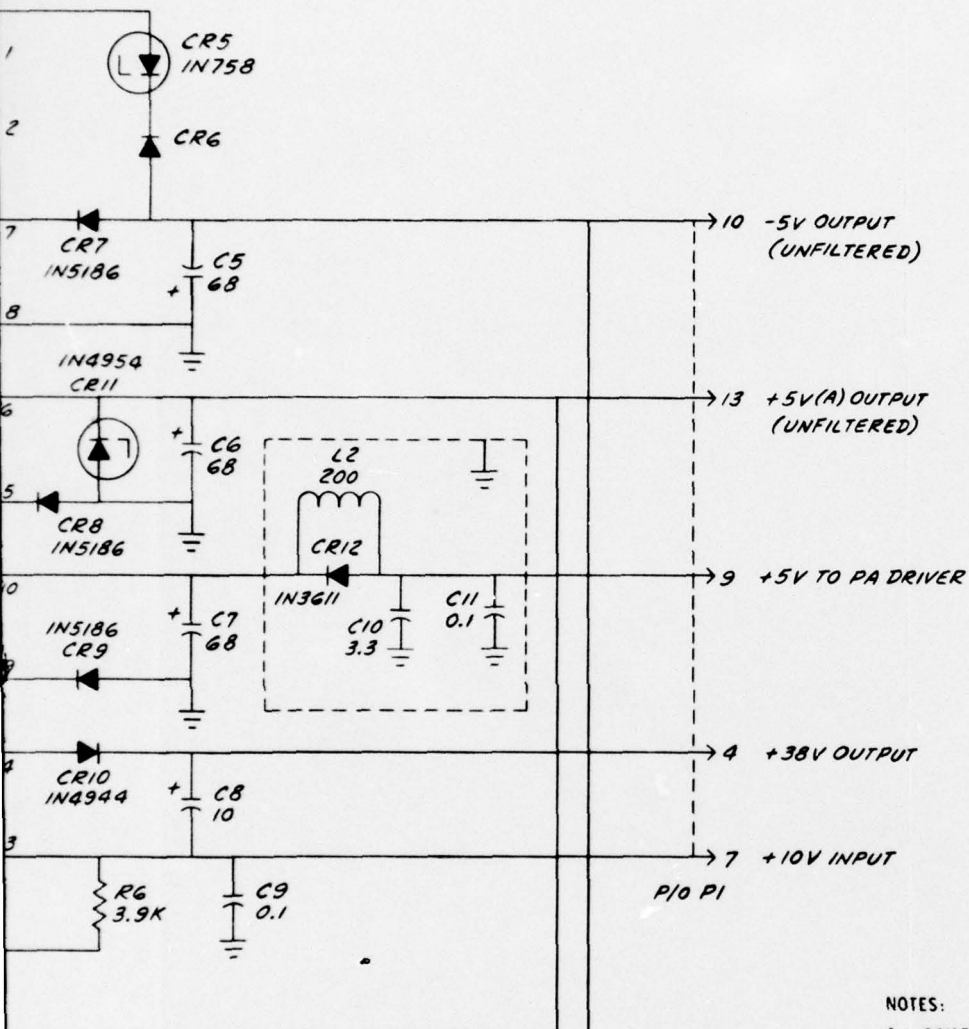 1
CR5
1N758
2
CR6
7
CR7
1N5186
C5
68
+
10 -5V OUTPUT
(UNFILTERED)
8
1N4954
CR11
6
13 +5V(A) OUTPUT
(UNFILTERED)
+
C6
68
L2
200
5
CR8
1N5186
CR12
1N3611
9 +5V TO PA DRIVER
1N5186
CR9
+
C7
68
C10
3.3
C11
0.1
4
CR10
1N4944
+
C8
10
4 +38V OUTPUT
3
7 +10V INPUT
P/O P1
R6
3.9K
C9
0.1
NOTES: